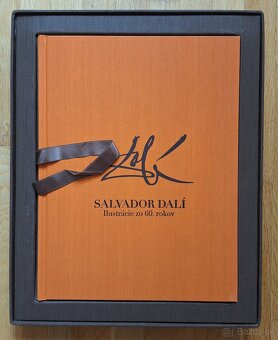 Dalí
SALVADOR DALÍ
Ilustrácie zo 60. rokov